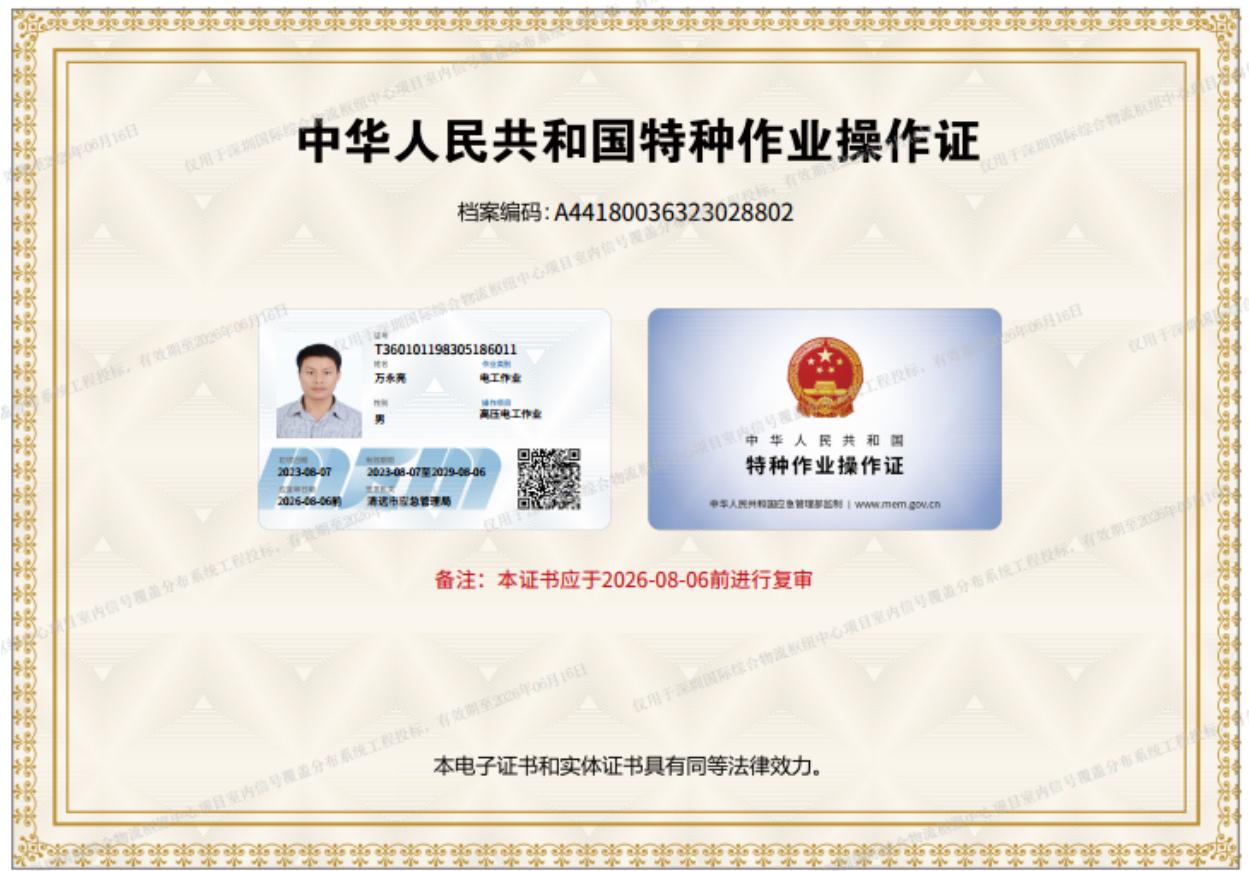 中华人民共和国特种作业操作证
档案编码:A44180036323028802
证号
T360101198305186011
姓名 作业类别
万永亮 电工作业
性别 操作项目
男 高压电工作业
初领日期 有效期限
2023-08-07 2023-08-07至2029-08-06
应复审日期 签发机关
2026-08-06前 清远市应急管理局
中华人民共和国
特种作业操作证
中华人民共和国应急管理部监制 | www.mem.gov.cn
备注：本证书应于2026-08-06前进行复审
本电子证书和实体证书具有同等法律效力。
仅用于深圳国际综合物流枢纽中心项目室内信号覆盖分布系统工程投标，有效期至2026年06月16日